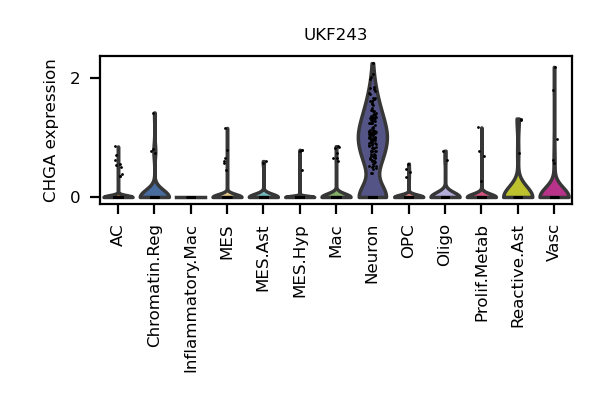 UKF243
CHGA expression
2
0
AC
Chromatin.Reg
Inflammatory.Mac
MES
MES.Ast
MES.Hyp
Mac
Neuron
OPC
Oligo
Prolif.Metab
Reactive.Ast
Vasc